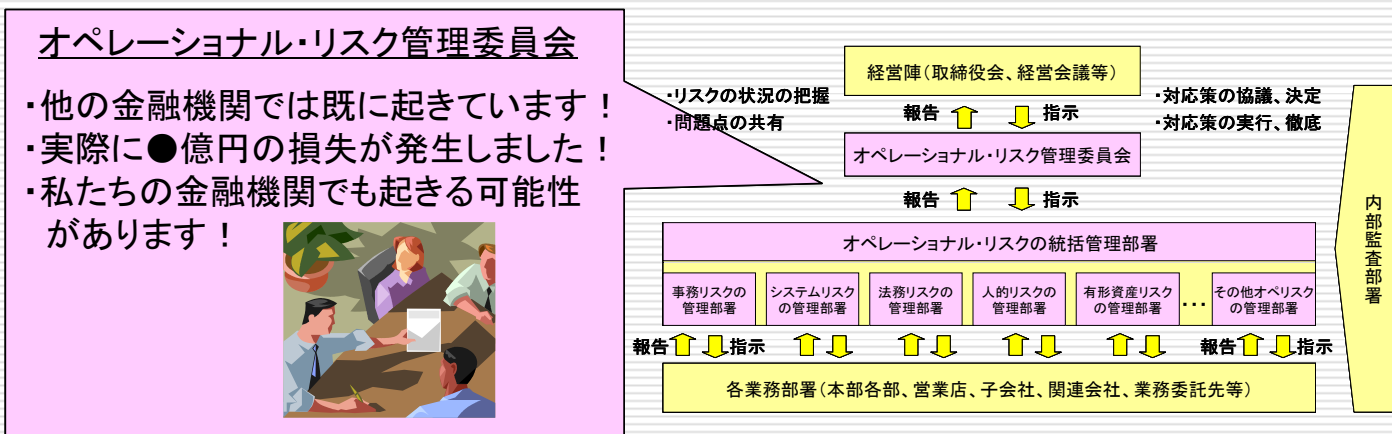 オペレーショナル・リスク管理委員会
・他の金融機関では既に起きています！
・実際に●億円の損失が発生しました！
・私たちの金融機関でも起きる可能性
があります！
経営陣（取締役会、経営会議等）
・リスクの状況の把握
・問題点の共有
報告
指示
・対応策の協議、決定
・対応策の実行、徹底
オペレーショナル・リスク管理委員会
報告
指示
オペレーショナル・リスクの統括管理部署
事務リスクの
管理部署
システムリスク
の管理部署
法務リスクの
管理部署
人的リスクの
管理部署
有形資産リスク
の管理部署
…
その他オペリスク
の管理部署
報告
指示
報告
指示
各業務部署（本部各部、営業店、子会社、関連会社、業務委託先等）
内部監査部署